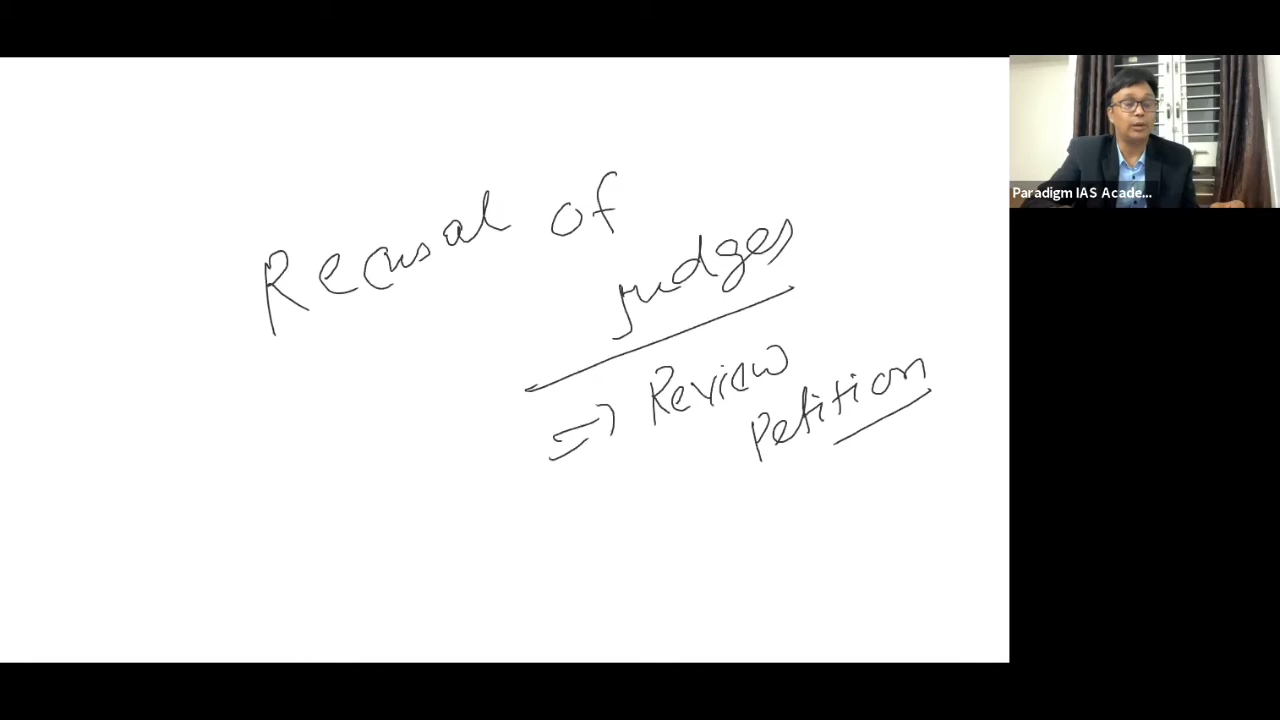 Recusal of
judges
=> Review
Petition
Paradigm IAS Acade...